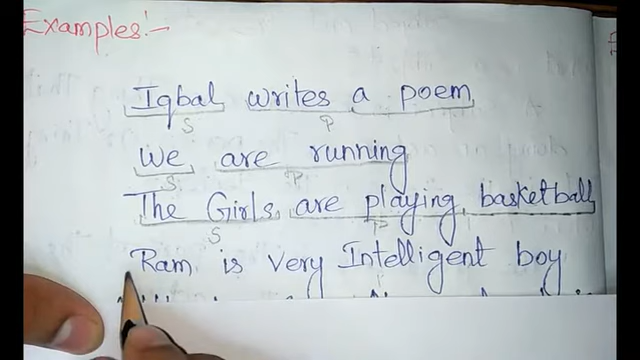 Examples:-
Iqbal writes a poem
S P
We are running
S P
The Girls are playing basketball
S P
Ram is very Intelligent boy